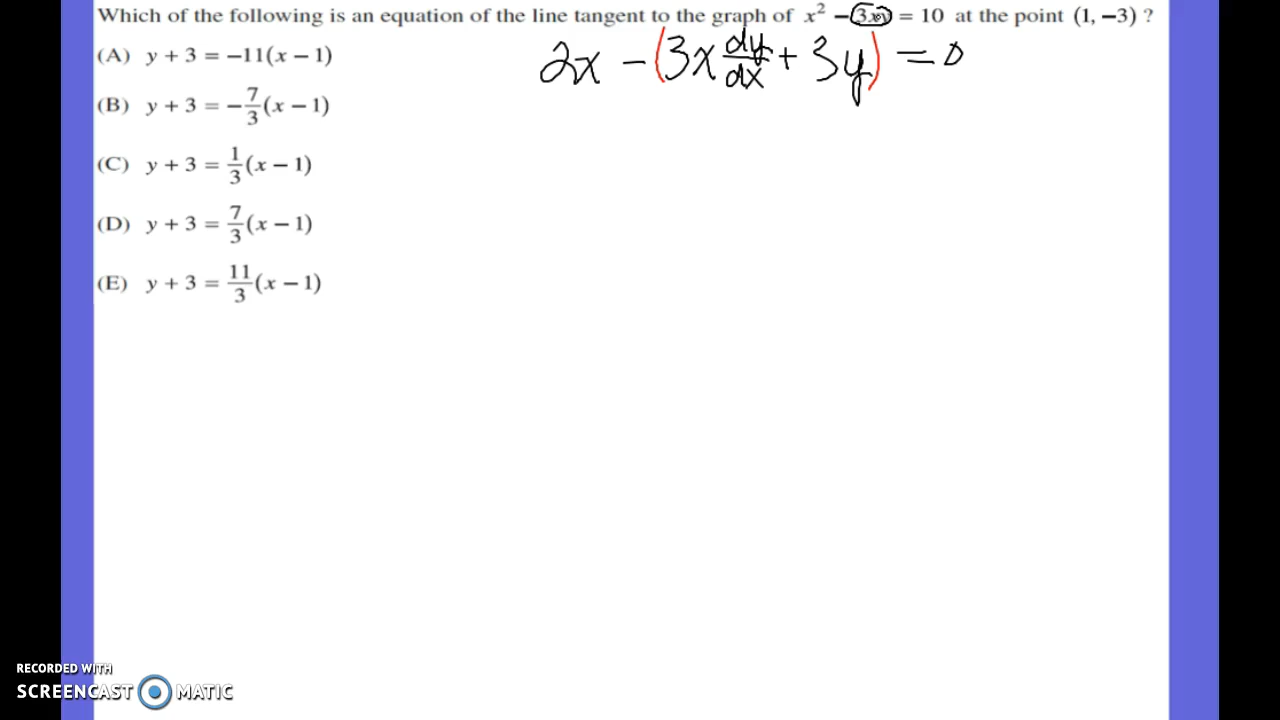 Which of the following is an equation of the line tangent to the graph of x² − 3xy = 10 at the point (1, −3) ?
2x − (3x dy/dx + 3y) = 0
(A) y + 3 = −11(x − 1)
(B) y + 3 = −7/3(x − 1)
(C) y + 3 = 1/3(x − 1)
(D) y + 3 = 7/3(x − 1)
(E) y + 3 = 11/3(x − 1)
RECORDED WITH
SCREENCAST MATIC